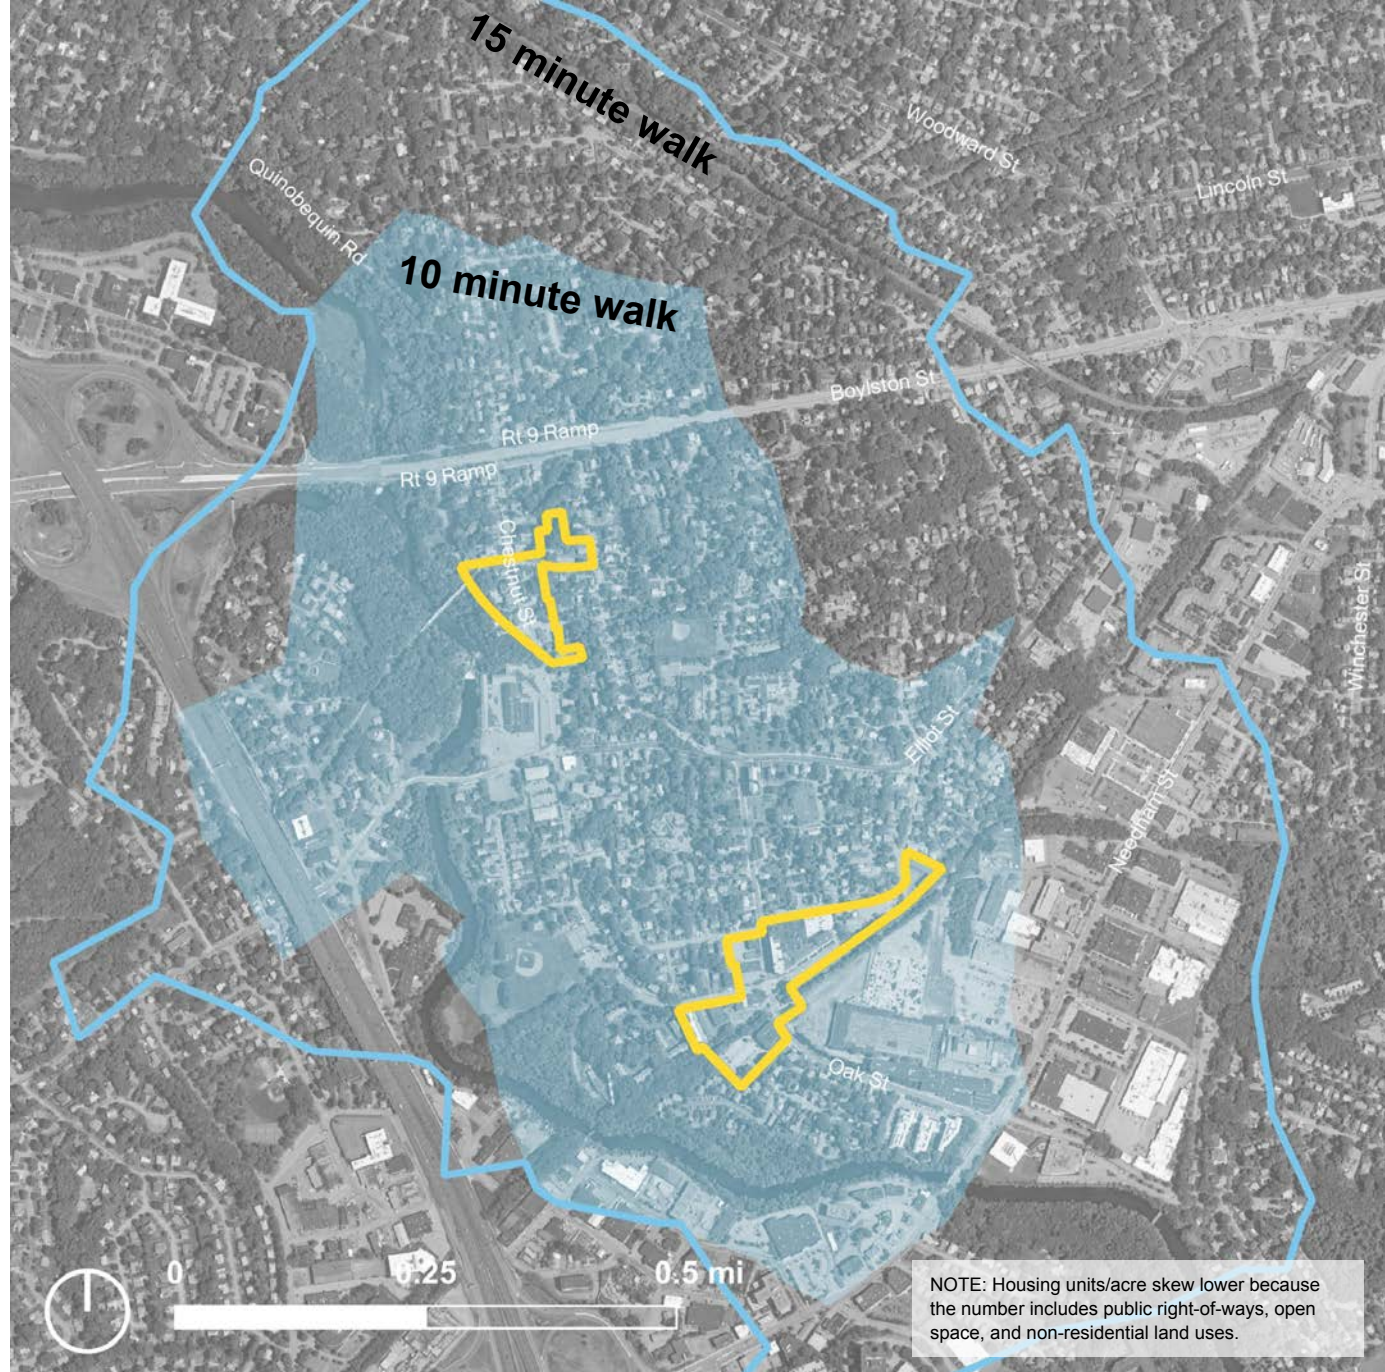 15 minute walk
Woodward St
Lincoln St
Quinobequin Rd
10 minute walk
Boylston St
Rt 9 Ramp
Rt 9 Ramp
Chestnut St
Winchester St
Elliot St
Needham St
Oak St
0 0.25 0.5 mi
NOTE: Housing units/acre skew lower because
the number includes public right-of-ways, open
space, and non-residential land uses.